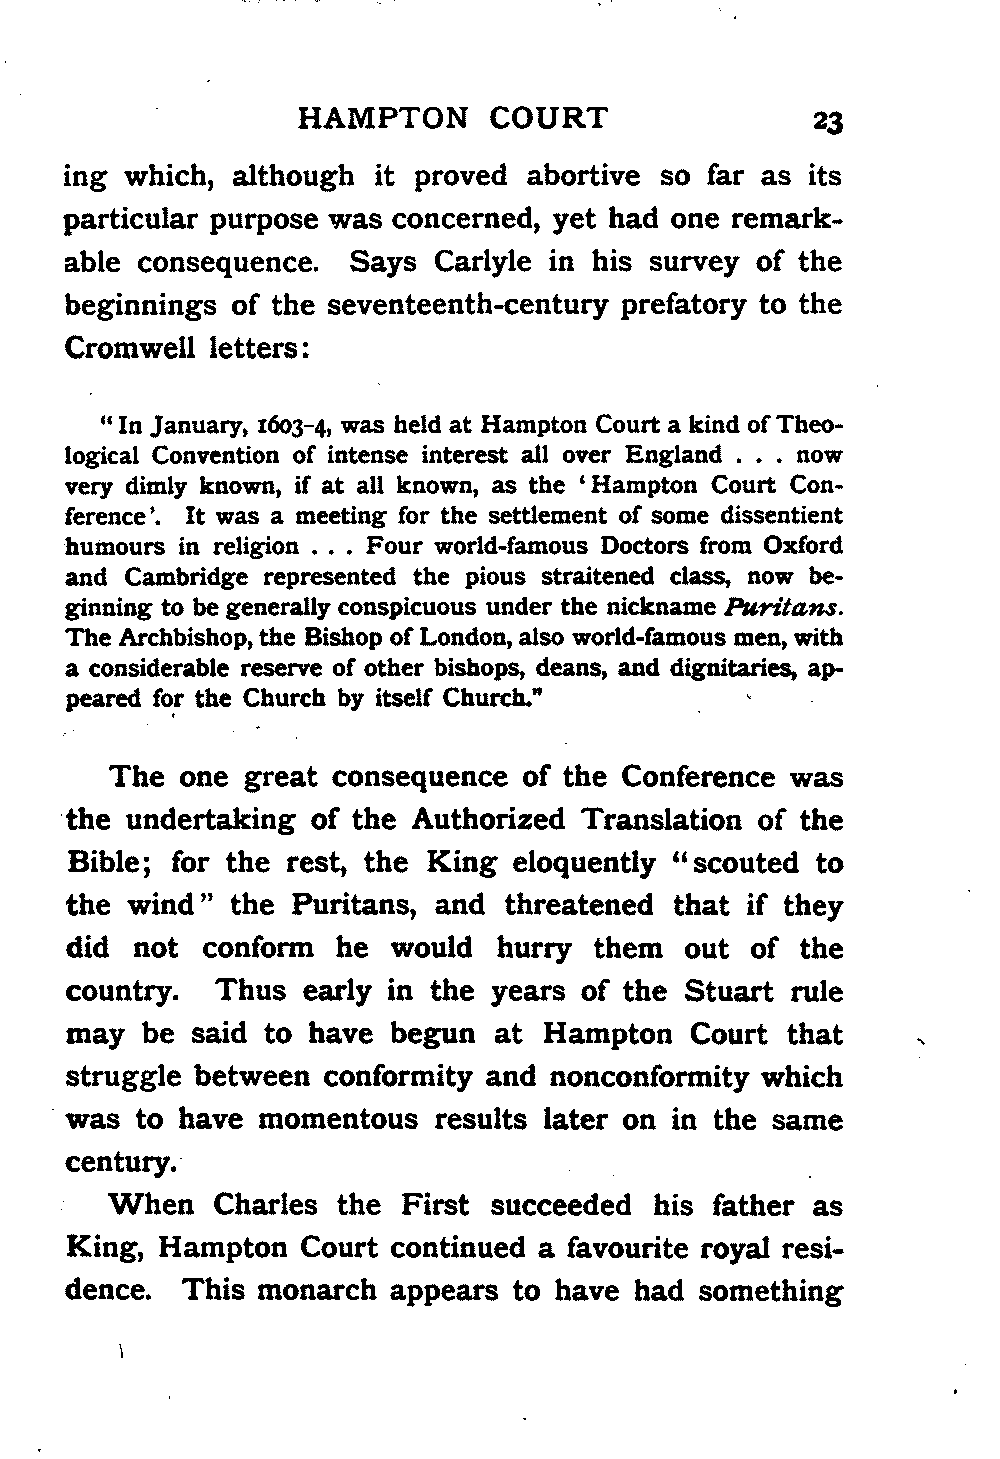 HAMPTON COURT 23
ing which, although it proved abortive so far as its
particular purpose was concerned, yet had one remark-
able consequence. Says Carlyle in his survey of the
beginnings of the seventeenth-century prefatory to the
Cromwell letters:
"In January, 1603-4, was held at Hampton Court a kind of Theo-
logical Convention of intense interest all over England . . . now
very dimly known, if at all known, as the 'Hampton Court Con-
ference'. It was a meeting for the settlement of some dissentient
humours in religion . . . Four world-famous Doctors from Oxford
and Cambridge represented the pious straitened class, now be-
ginning to be generally conspicuous under the nickname Puritans.
The Archbishop, the Bishop of London, also world-famous men, with
a considerable reserve of other bishops, deans, and dignitaries, ap-
peared for the Church by itself Church."
The one great consequence of the Conference was
the undertaking of the Authorized Translation of the
Bible; for the rest, the King eloquently "scouted to
the wind" the Puritans, and threatened that if they
did not conform he would hurry them out of the
country. Thus early in the years of the Stuart rule
may be said to have begun at Hampton Court that
struggle between conformity and nonconformity which
was to have momentous results later on in the same
century.
When Charles the First succeeded his father as
King, Hampton Court continued a favourite royal resi-
dence. This monarch appears to have had something